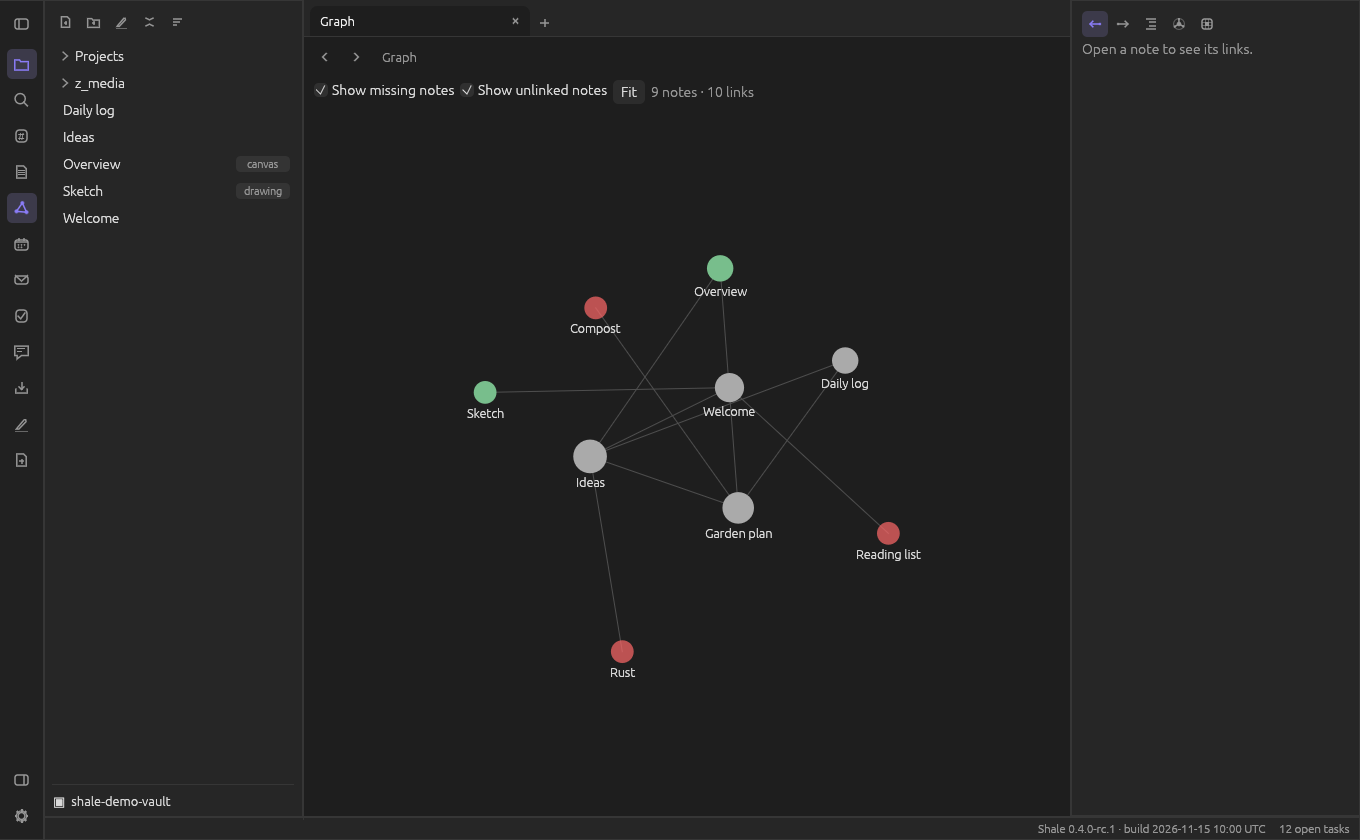 Graph
Projects
z_media
Daily log
Ideas
Overview canvas
Sketch drawing
Welcome
shale-demo-vault
Graph
Show missing notes Show unlinked notes Fit 9 notes · 10 links
Overview
Compost
Daily log
Sketch
Welcome
Ideas
Garden plan
Reading list
Rust
Open a note to see its links.
Shale 0.4.0-rc.1 · build 2026-11-15 10:00 UTC 12 open tasks